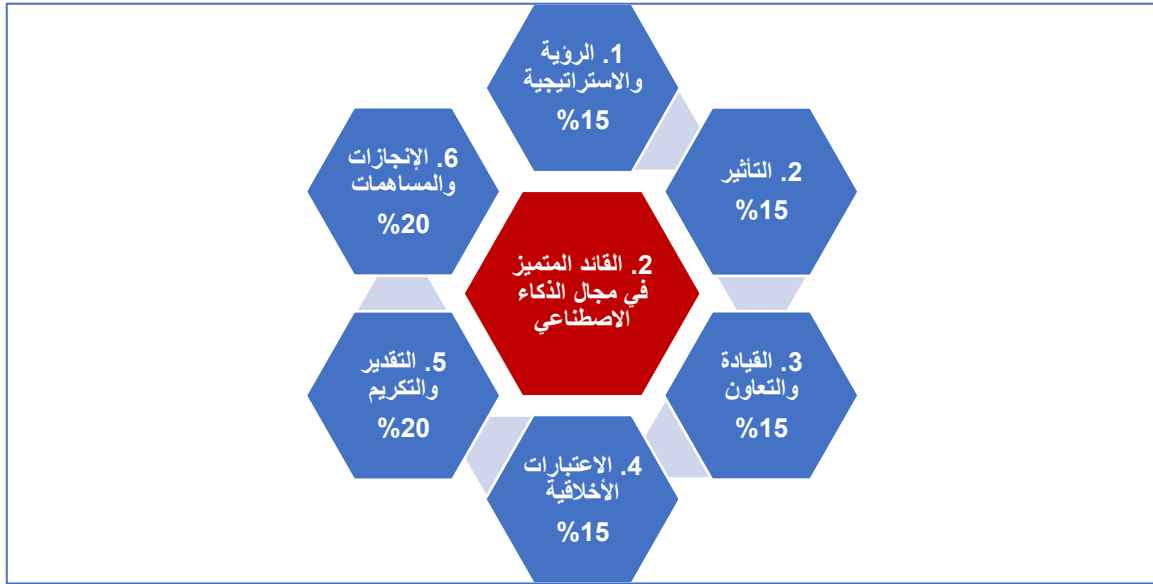 1. الرؤية
والاستراتيجية
%15
2. التأثير
%15
3. القيادة
والتعاون
%15
4. الاعتبارات
الأخلاقية
%15
5. التقدير
والتكريم
%20
6. الإنجازات
والمساهمات
%20
2. القائد المتميز
في مجال الذكاء
الاصطناعي